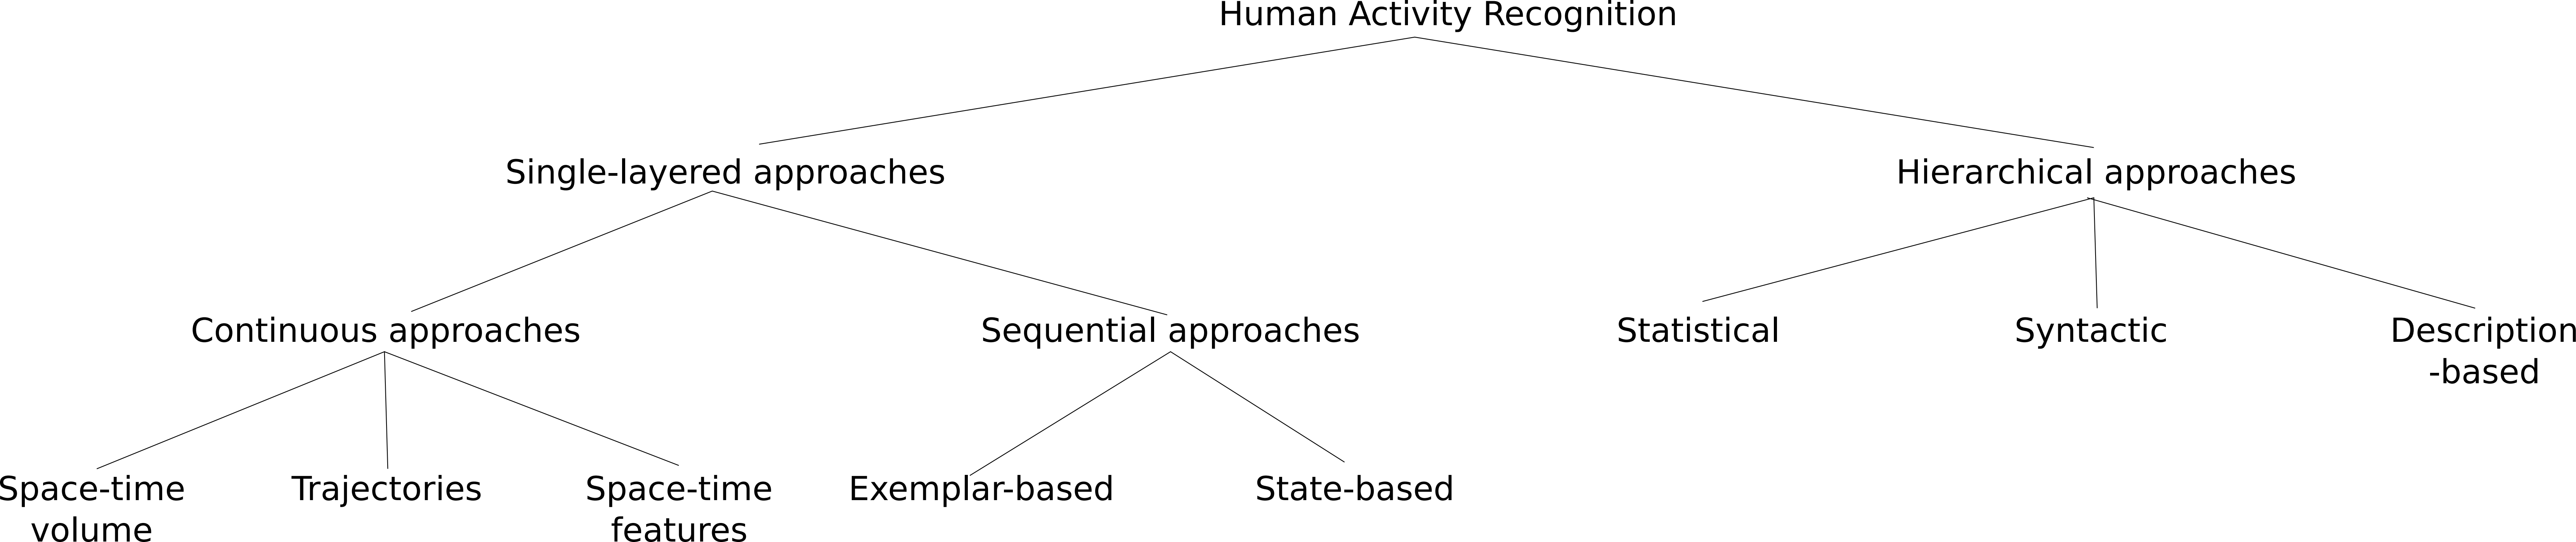 Human Activity Recognition
Single-layered approaches
Hierarchical approaches
Continuous approaches
Sequential approaches
Statistical
Syntactic
Description
-based
Space-time
volume
Trajectories
Space-time
features
Exemplar-based
State-based